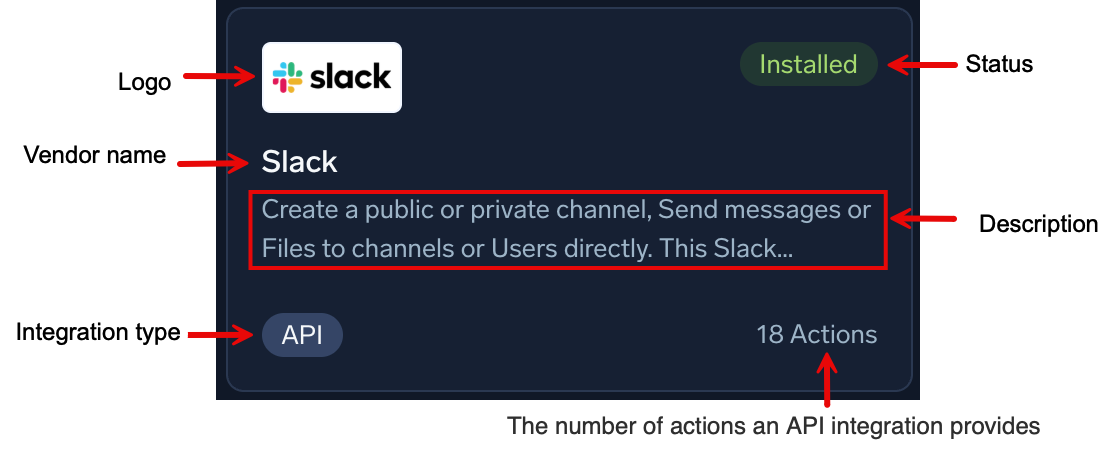 Logo
slack
Installed
Status
Vendor name
Slack
Create a public or private channel, Send messages or
Files to channels or Users directly. This Slack...
Description
Integration type
API
18 Actions
The number of actions an API integration provides